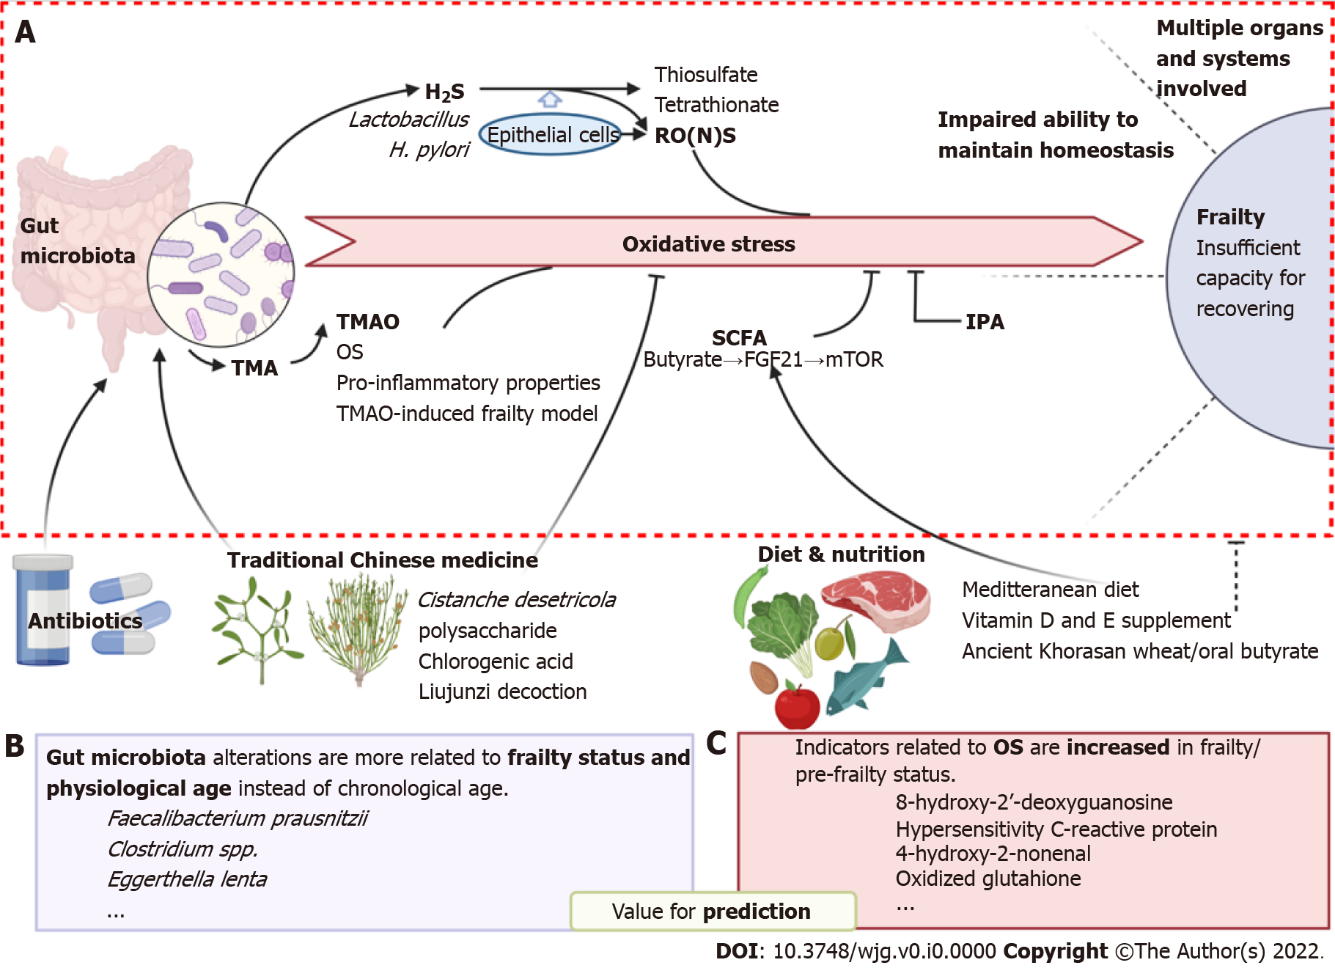 A
Multiple organs
and systems
involved
Thiosulfate
H₂S
Tetrathionate
Lactobacillus
Epithelial cells
RO(N)S
H. pylori
Impaired ability to
maintain homeostasis
Gut
microbiota
Oxidative stress
Frailty
Insufficient
capacity for
recovering
TMAO
OS
Pro-inflammatory properties
TMAO-induced frailty model
TMA
SCFA
Butyrate→FGF21→mTOR
IPA
Antibiotics
Traditional Chinese medicine
Cistanche desetricola
polysaccharide
Chlorogenic acid
Liujunzi decoction
Diet & nutrition
Meditteranean diet
Vitamin D and E supplement
Ancient Khorasan wheat/oral butyrate
B
Gut microbiota alterations are more related to frailty status and
physiological age instead of chronological age.
Faecalibacterium prausnitzii
Clostridium spp.
Eggerthella lenta
...
C
Indicators related to OS are increased in frailty/
pre-frailty status.
8-hydroxy-2′-deoxyguanosine
Hypersensitivity C-reactive protein
4-hydroxy-2-nonenal
Oxidized glutahione
...
Value for prediction
DOI: 10.3748/wjg.v0.i0.0000 Copyright ©The Author(s) 2022.